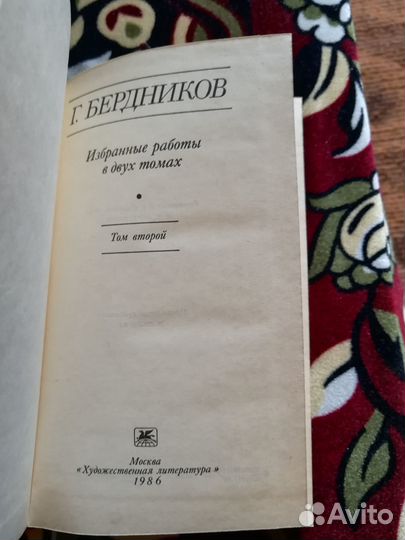 Г. БЕРДНИКОВ
Избранные работы
в двух томах
Том второй
Москва
«Художественная литература»
1986
Avito